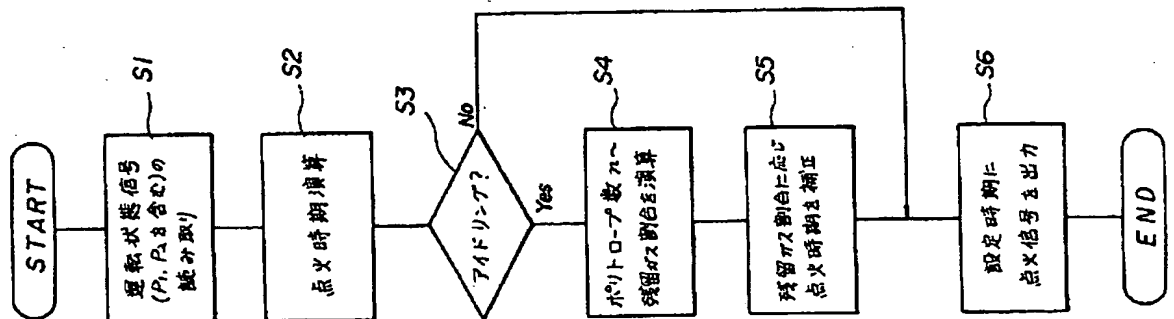 START
運転状態信号
(P1, P2を含む)の
読み取り
S1
点火時期演算
S2
アイドリング?
S3
No
Yes
ポリトロープ数n〜
残留ガス割合を演算
S4
残留ガス割合に応じ
点火時期を補正
S5
設定時期に
点火信号を出力
S6
END